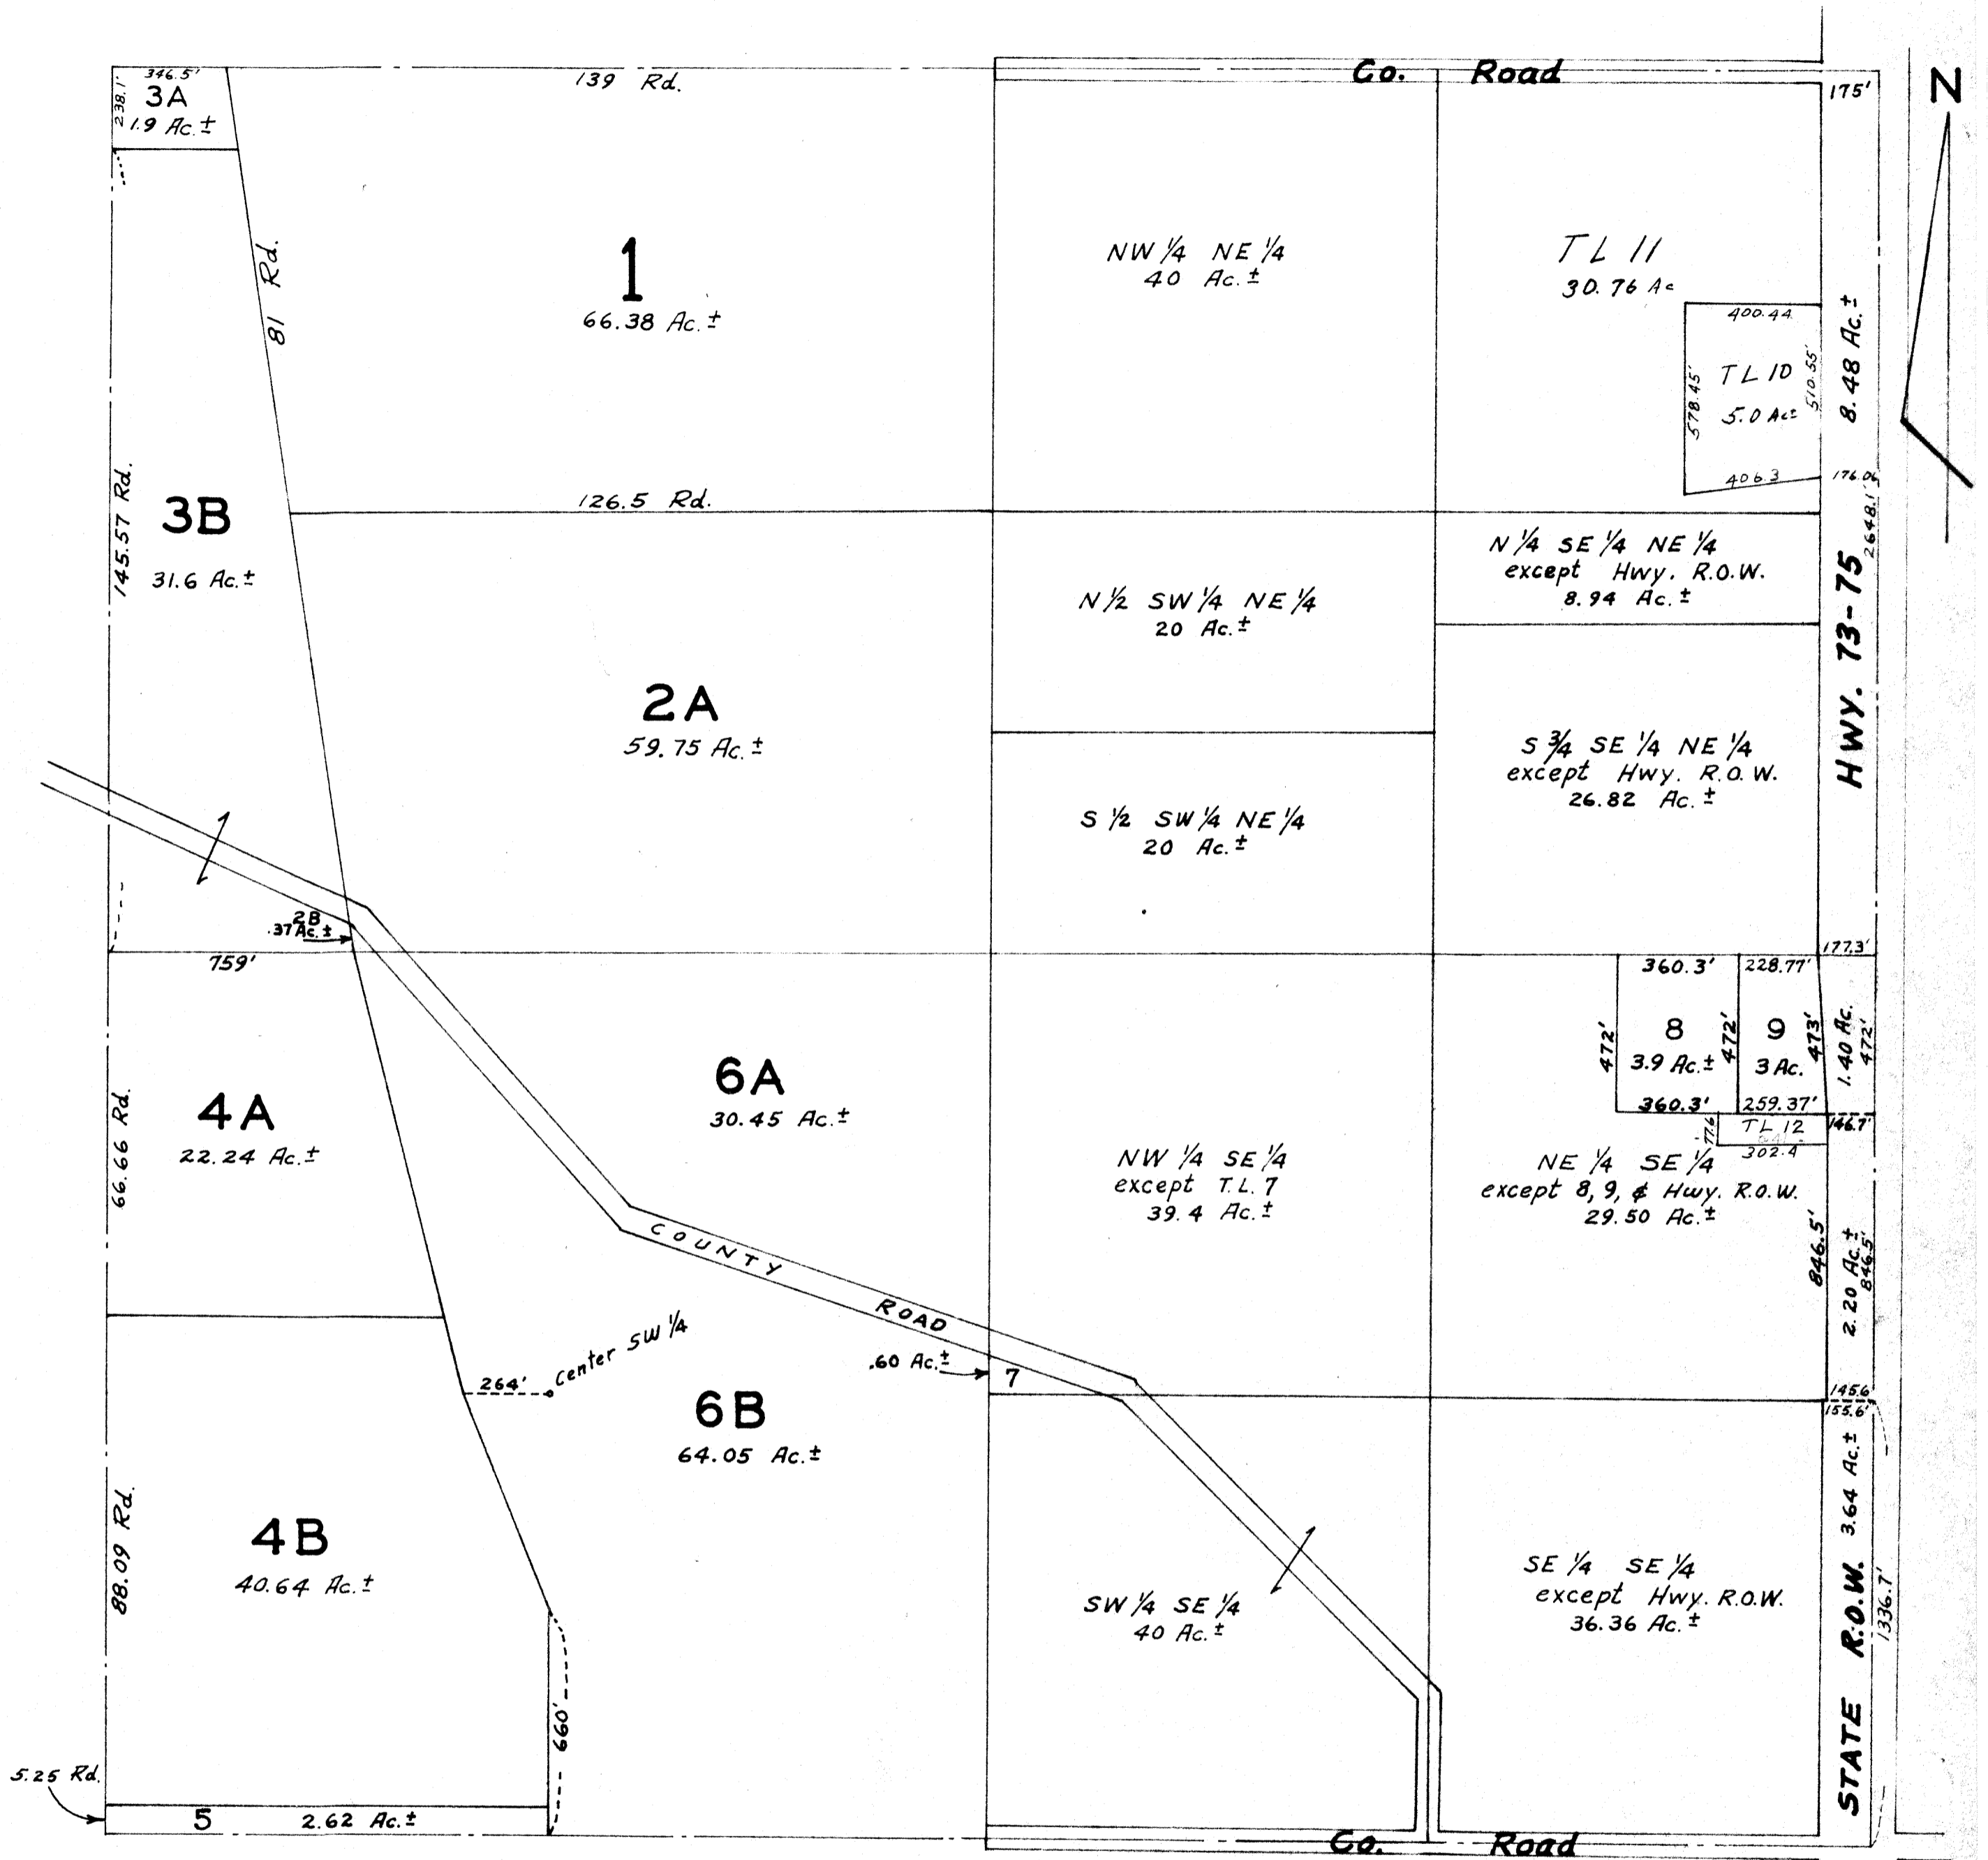 346.5'
238.1'
3A
1.9 Ac.±
139 Rd.
Co. Road
175'
N
81 Rd.
1
66.38 Ac.±
NW 1/4 NE 1/4
40 Ac.±
TL 11
30.76 Ac
400.44
578.45'
TL 10
5.0 Ac±
510.55'
406.3
8.48 Ac.±
176.06
2648.1'
145.57 Rd.
3B
31.6 Ac.±
126.5 Rd.
2A
59.75 Ac.±
N 1/2 SW 1/4 NE 1/4
20 Ac.±
N 1/4 SE 1/4 NE 1/4
except Hwy. R.O.W.
8.94 Ac.±
S 3/4 SE 1/4 NE 1/4
except Hwy. R.O.W.
26.82 Ac.±
S 1/2 SW 1/4 NE 1/4
20 Ac.±
HWY. 73-75
2B
.37 Ac.±
759'
177.3'
360.3'
228.77'
472'
8
3.9 Ac.±
472'
9
3 Ac.
473'
1.40 Ac.
472'
360.3'
259.37'
146.7'
77.6
TL 12
302.4
66.66 Rd.
4A
22.24 Ac.±
6A
30.45 Ac.±
NW 1/4 SE 1/4
except T.L. 7
39.4 Ac.±
NE 1/4 SE 1/4
except 8, 9, & Hwy. R.O.W.
29.50 Ac.±
846.5'
2.20 Ac.±
846.5'
COUNTY ROAD
Center SW 1/4
264'
.60 Ac.±
7
145.6'
155.6'
6B
64.05 Ac.±
88.09 Rd.
4B
40.64 Ac.±
660'
SW 1/4 SE 1/4
40 Ac.±
SE 1/4 SE 1/4
except Hwy. R.O.W.
36.36 Ac.±
3.64 Ac.±
1336.7'
STATE R.O.W.
5.25 Rd.
5
2.62 Ac.±
Co. Road